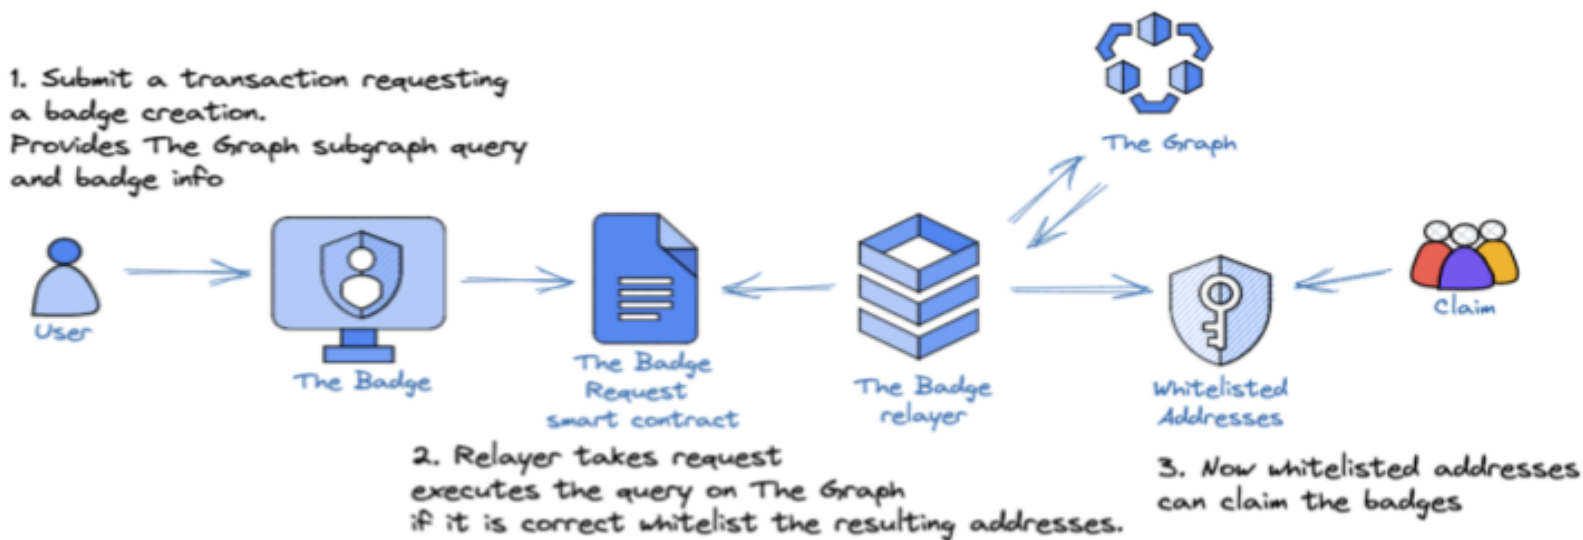 1. Submit a transaction requesting
a badge creation.
Provides The Graph subgraph query
and badge info
The Graph
User
The Badge
The Badge
Request
smart contract
The Badge
relayer
Whitelisted
Addresses
Claim
2. Relayer takes request
executes the query on The Graph
if it is correct whitelist the resulting addresses.
3. Now whitelisted addresses
can claim the badges